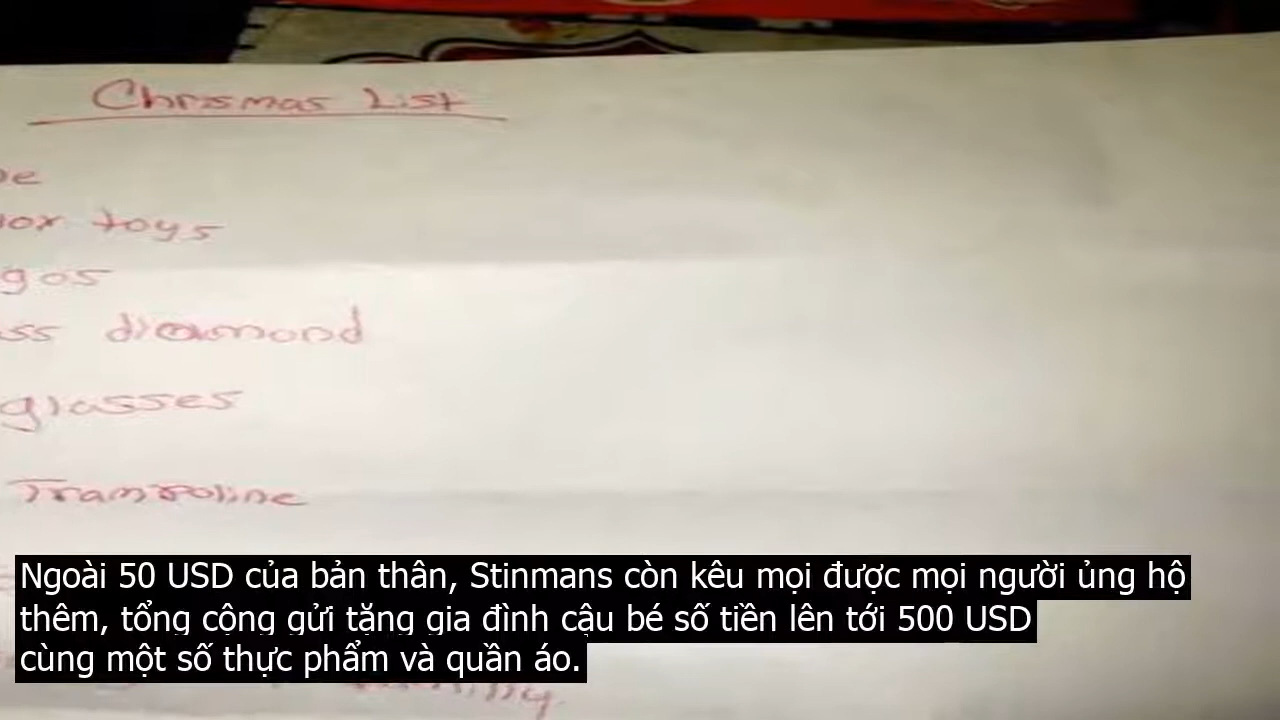 Chrismas List
toys
diamond
glasses
Trampoline
Ngoài 50 USD của bản thân, Stinmans còn kêu mọi được mọi người ủng hộ
thêm, tổng cộng gửi tặng gia đình cậu bé số tiền lên tới 500 USD
cùng một số thực phẩm và quần áo.